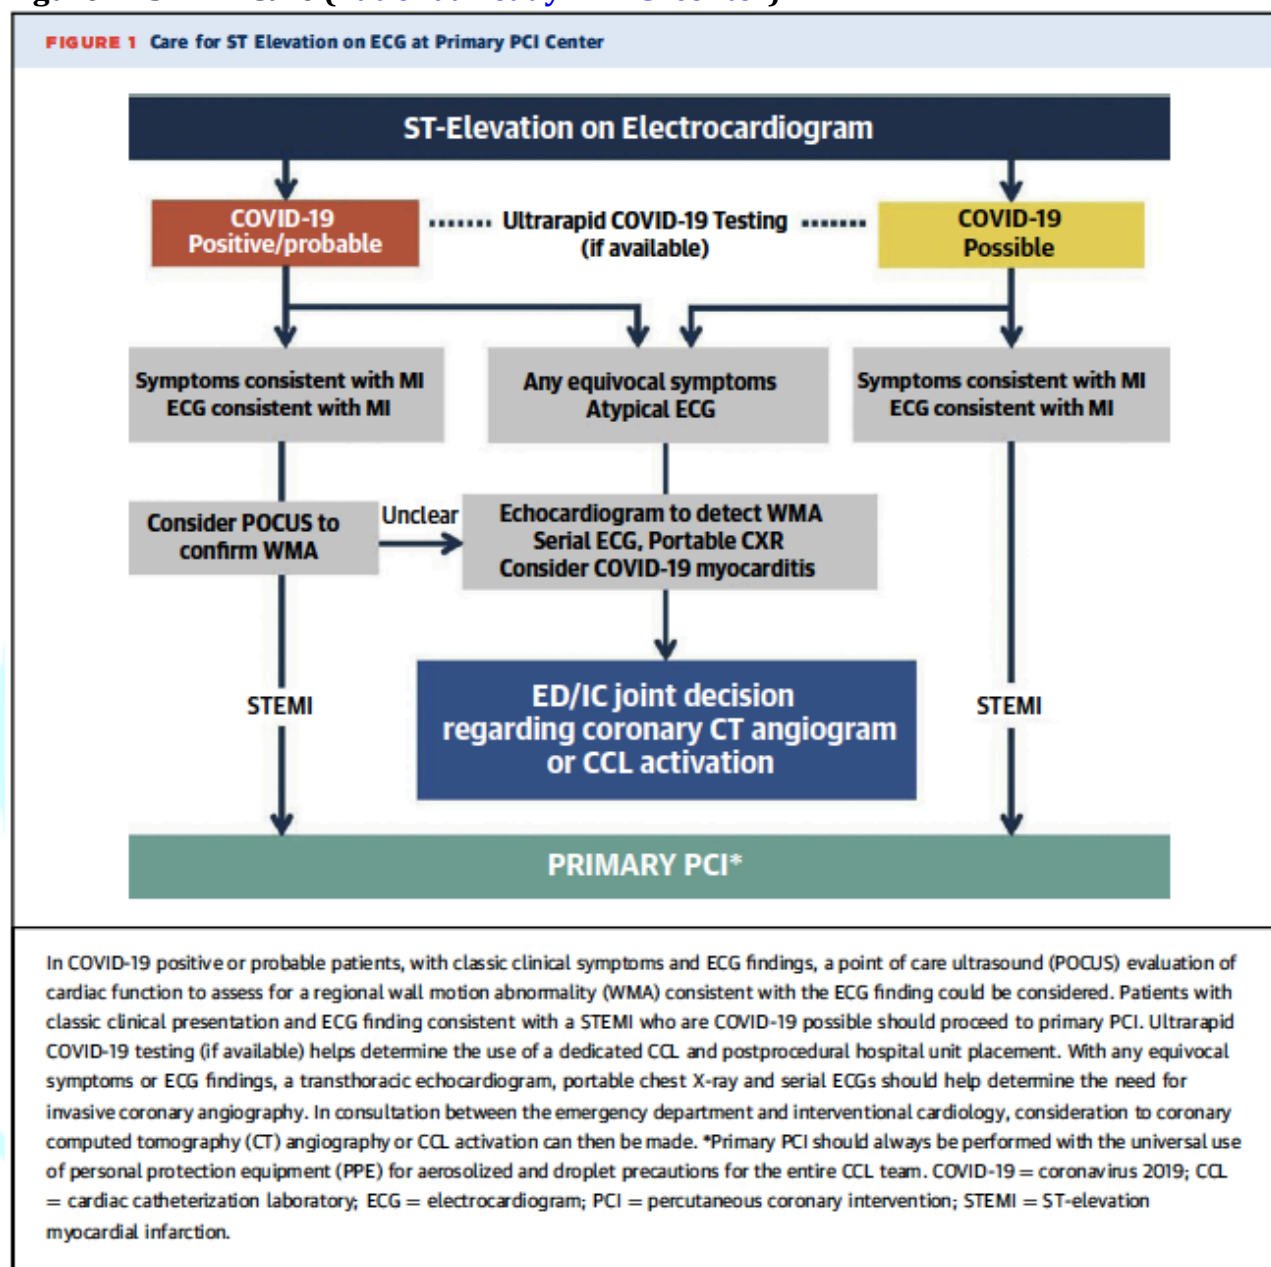 FIGURE 1 Care for ST Elevation on ECG at Primary PCI Center
ST-Elevation on Electrocardiogram
COVID-19
Positive/probable
Ultrarapid COVID-19 Testing
(if available)
COVID-19
Possible
Symptoms consistent with MI
ECG consistent with MI
Any equivocal symptoms
Atypical ECG
Symptoms consistent with MI
ECG consistent with MI
Consider POCUS to
confirm WMA
Unclear
Echocardiogram to detect WMA
Serial ECG, Portable CXR
Consider COVID-19 myocarditis
STEMI
ED/IC joint decision
regarding coronary CT angiogram
or CCL activation
STEMI
PRIMARY PCI*
In COVID-19 positive or probable patients, with classic clinical symptoms and ECG findings, a point of care ultrasound (POCUS) evaluation of
cardiac function to assess for a regional wall motion abnormality (WMA) consistent with the ECG finding could be considered. Patients with
classic clinical presentation and ECG finding consistent with a STEMI who are COVID-19 possible should proceed to primary PCI. Ultrarapid
COVID-19 testing (if available) helps determine the use of a dedicated CCL and postprocedural hospital unit placement. With any equivocal
symptoms or ECG findings, a transthoracic echocardiogram, portable chest X-ray and serial ECGs should help determine the need for
invasive coronary angiography. In consultation between the emergency department and interventional cardiology, consideration to coronary
computed tomography (CT) angiography or CCL activation can then be made. *Primary PCI should always be performed with the universal use
of personal protection equipment (PPE) for aerosolized and droplet precautions for the entire CCL team. COVID-19 = coronavirus 2019; CCL
= cardiac catheterization laboratory; ECG = electrocardiogram; PCI = percutaneous coronary intervention; STEMI = ST-elevation
myocardial infarction.